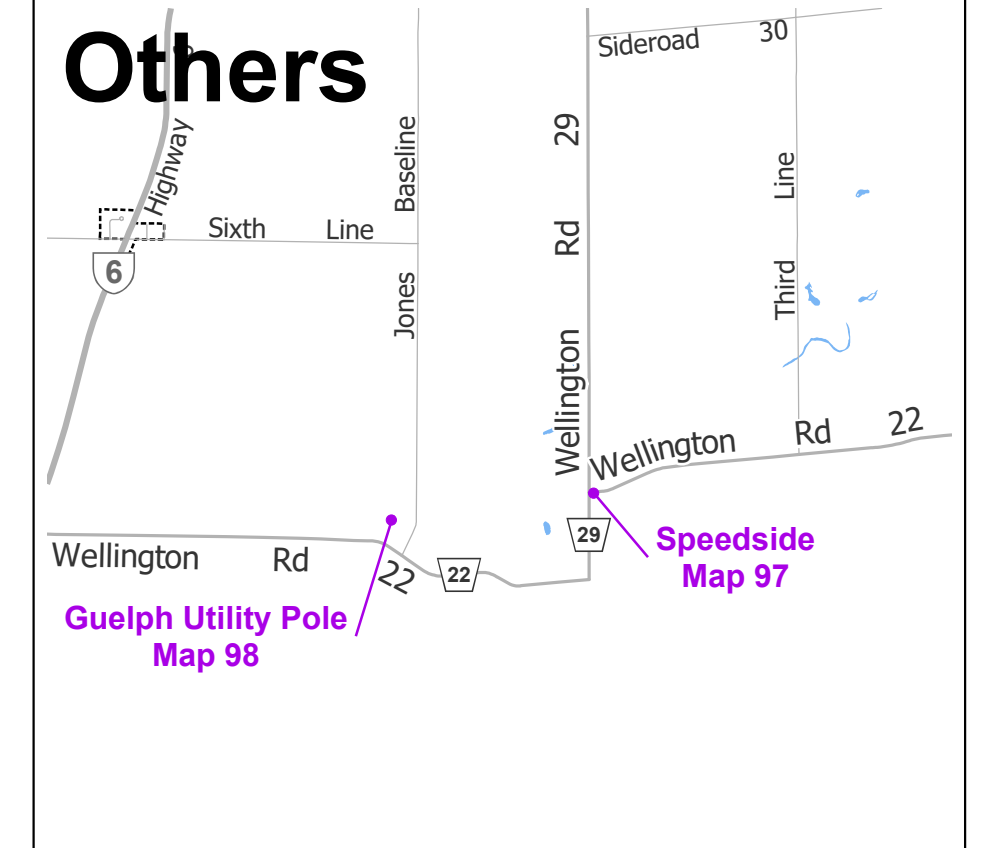 Others
Sideroad 30
Highway 6
Sixth Line
6
Jones Baseline
Wellington Rd 29
Third Line
Wellington Rd 22
29
Speedside
Map 97
Wellington Rd 22
22
Guelph Utility Pole
Map 98